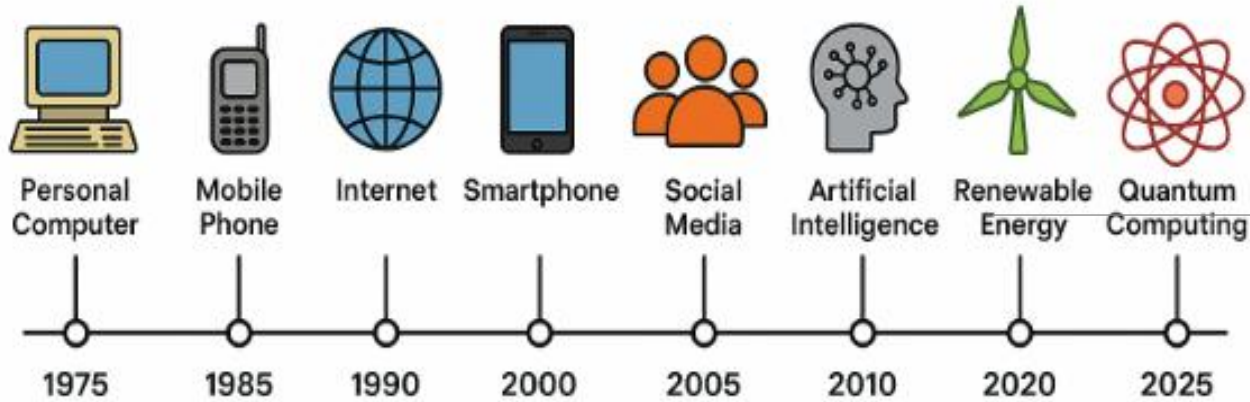 Personal Computer
Mobile Phone
Internet
Smartphone
Social Media
Artificial Intelligence
Renewable Energy
Quantum Computing
1975 1985 1990 2000 2005 2010 2020 2025